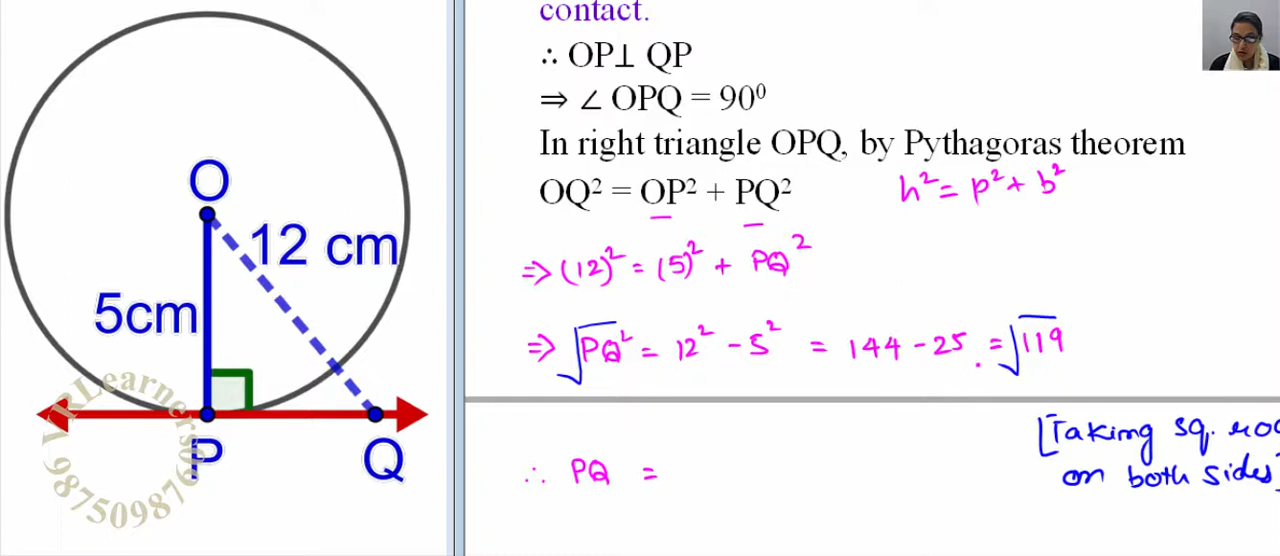 O
12 cm
5cm
P
Q
VRLearners
contact.
∴ OP⊥ QP
⇒ ∠ OPQ = 90⁰
In right triangle OPQ, by Pythagoras theorem
OQ² = OP² + PQ²
h² = p² + b²
⇒ (12)² = (5)² + PQ²
⇒ √PQ² = 12² - 5² = 144 - 25 = √119
[Taking sq.
on both sides]
∴ PQ =